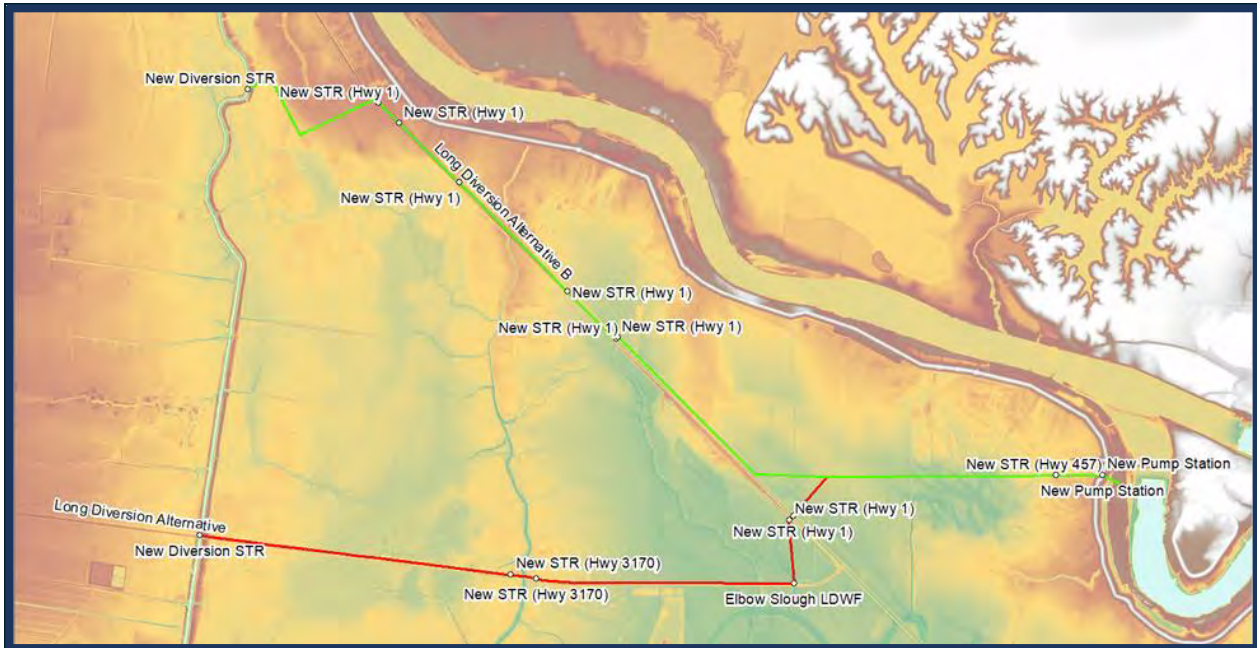 New Diversion STR
New STR (Hwy 1)
New STR (Hwy 1)
Long Diversion Alternative B
New STR (Hwy 1)
New STR (Hwy 1)
New STR (Hwy 1)
New STR (Hwy 1)
New STR (Hwy 457)
New Pump Station
New Pump Station
New STR (Hwy 1)
New STR (Hwy 1)
Long Diversion Alternative
New Diversion STR
New STR (Hwy 3170)
New STR (Hwy 3170)
Elbow Slough LDWF